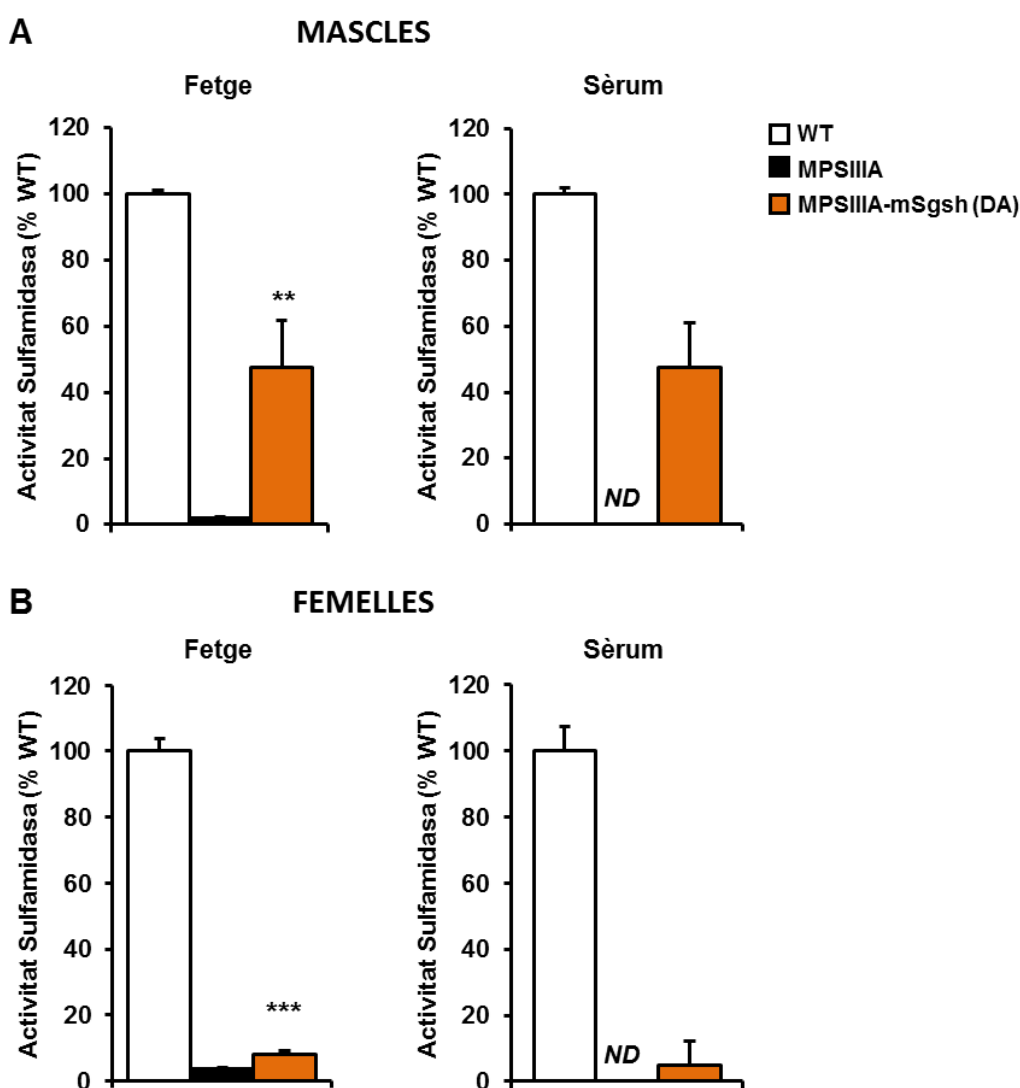 A
MASCLES
Fetge
Activitat Sulfamidasa (% WT)
120
100
80
60
40
20
0
**
Sèrum
Activitat Sulfamidasa (% WT)
120
100
80
60
40
20
0
ND
WT
MPSIIIA
MPSIIIA-mSgsh (DA)
B
FEMELLES
Fetge
Activitat Sulfamidasa (% WT)
120
100
80
60
40
20
0
***
Sèrum
Activitat Sulfamidasa (% WT)
120
100
80
60
40
20
0
ND